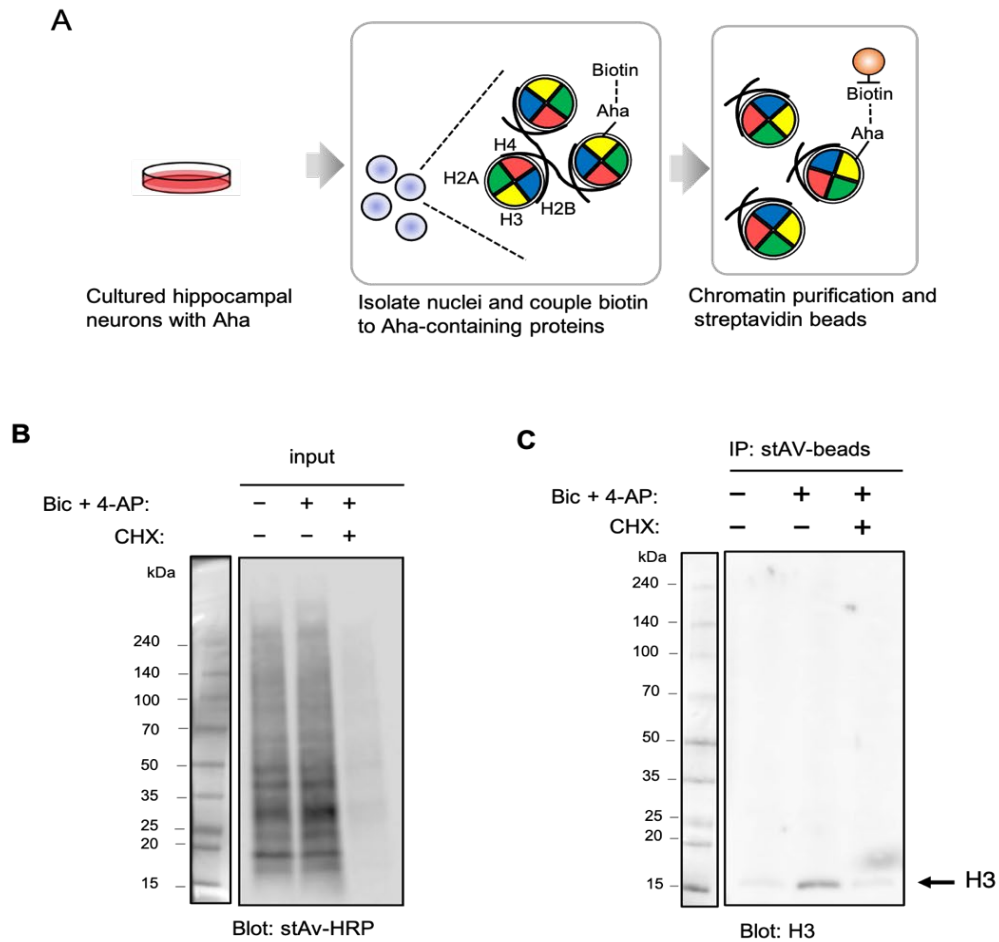 A
Biotin
Aha
H4
H2A
H3
H2B
Biotin
Aha
Cultured hippocampal
neurons with Aha
Isolate nuclei and couple biotin
to Aha-containing proteins
Chromatin purification and
streptavidin beads
B
input
Bic + 4-AP: – + +
CHX: – – +
kDa
240
140
100
70
50
35
25
20
15
Blot: stAv-HRP
C
IP: stAV-beads
Bic + 4-AP: – + +
CHX: – – +
kDa
240
140
100
70
50
35
25
20
15
H3
Blot: H3